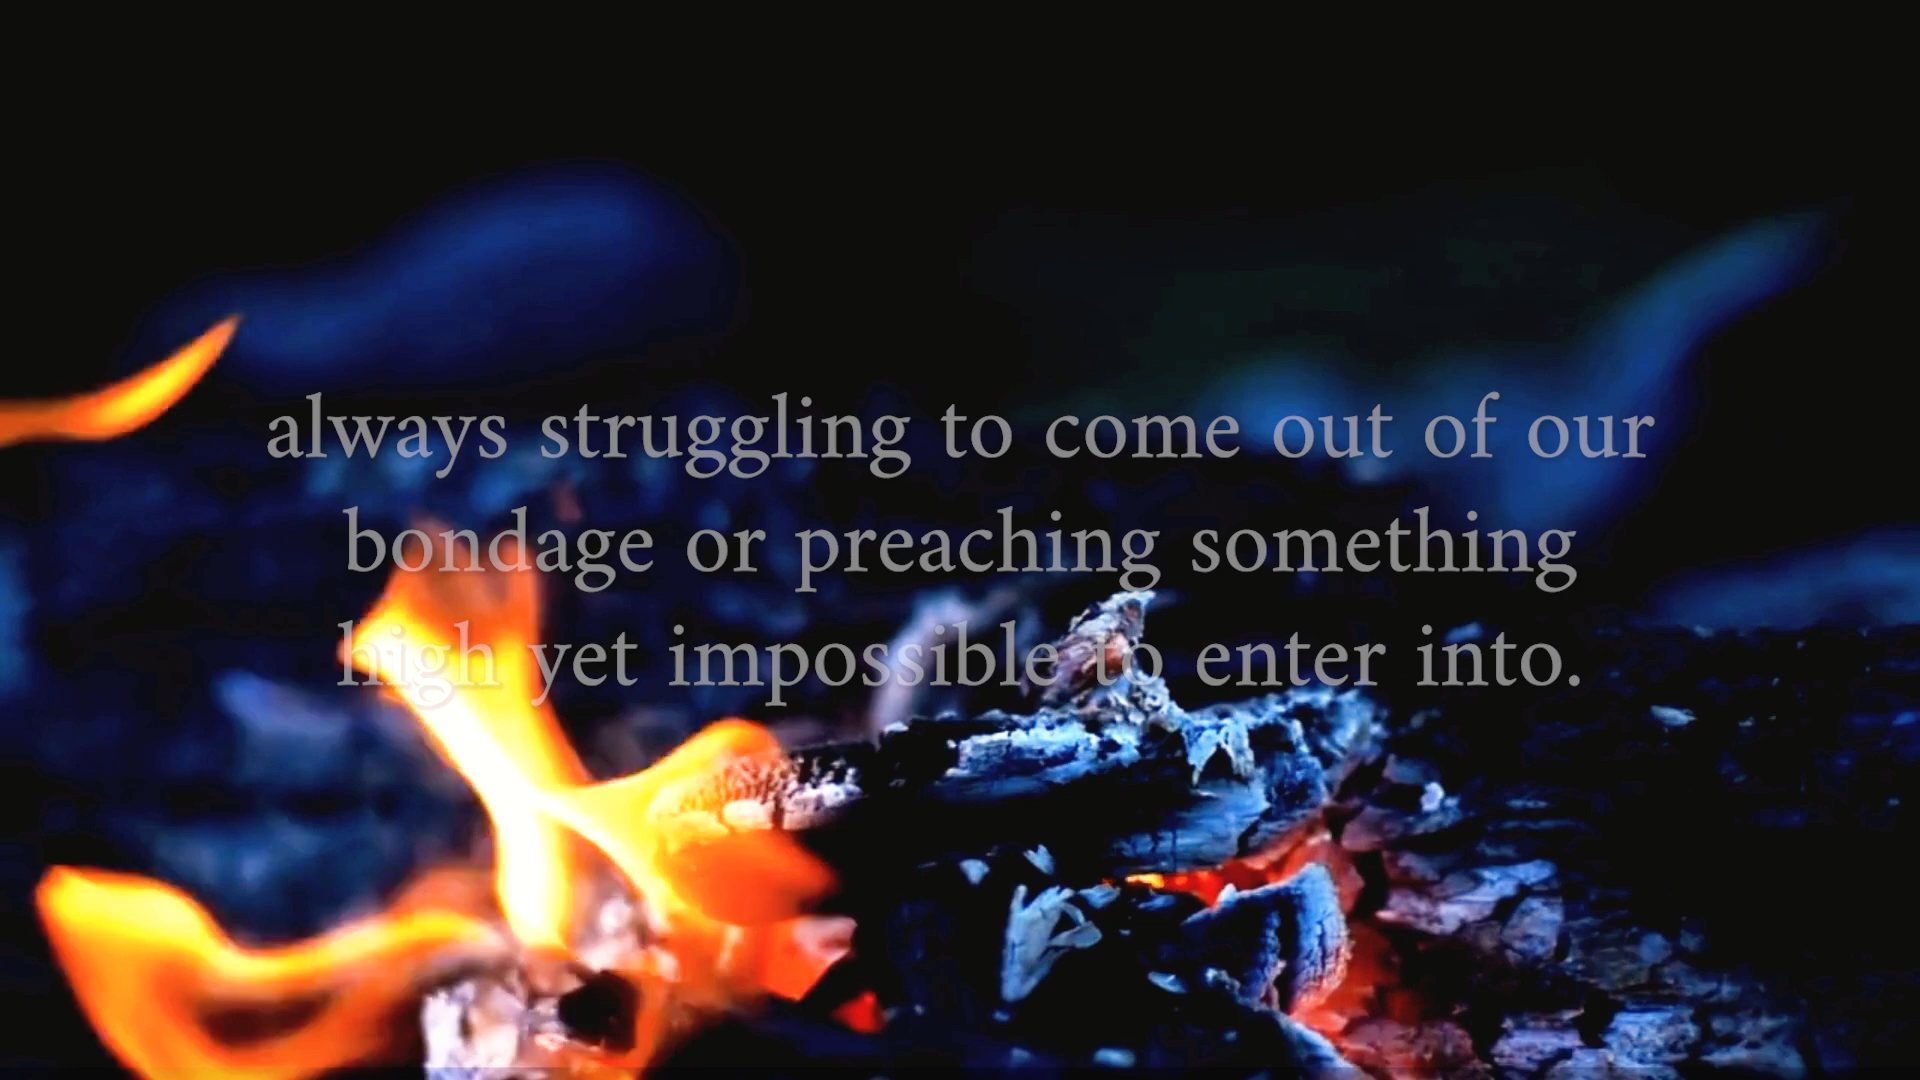 always struggling to come out of our
bondage or preaching something
high yet impossible to enter into.